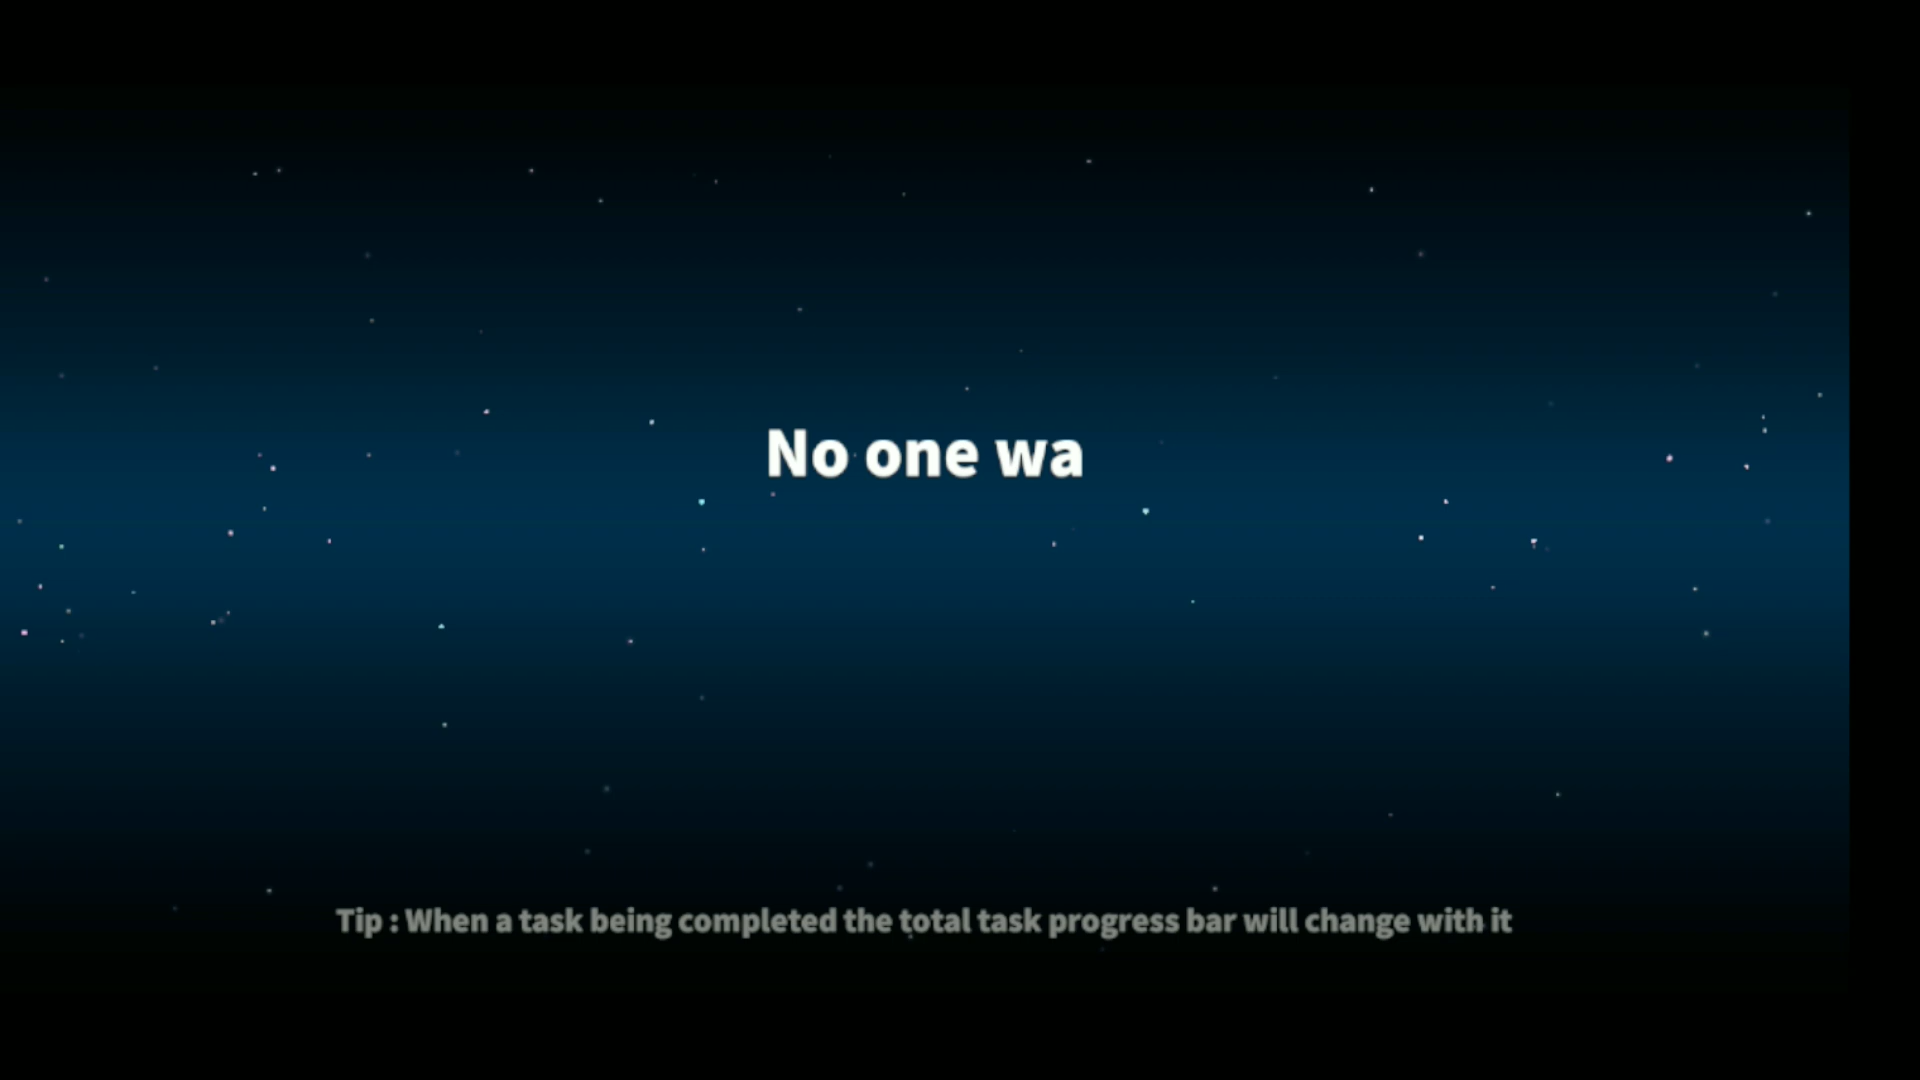 No one wa
Tip : When a task being completed the total task progress bar will change with it